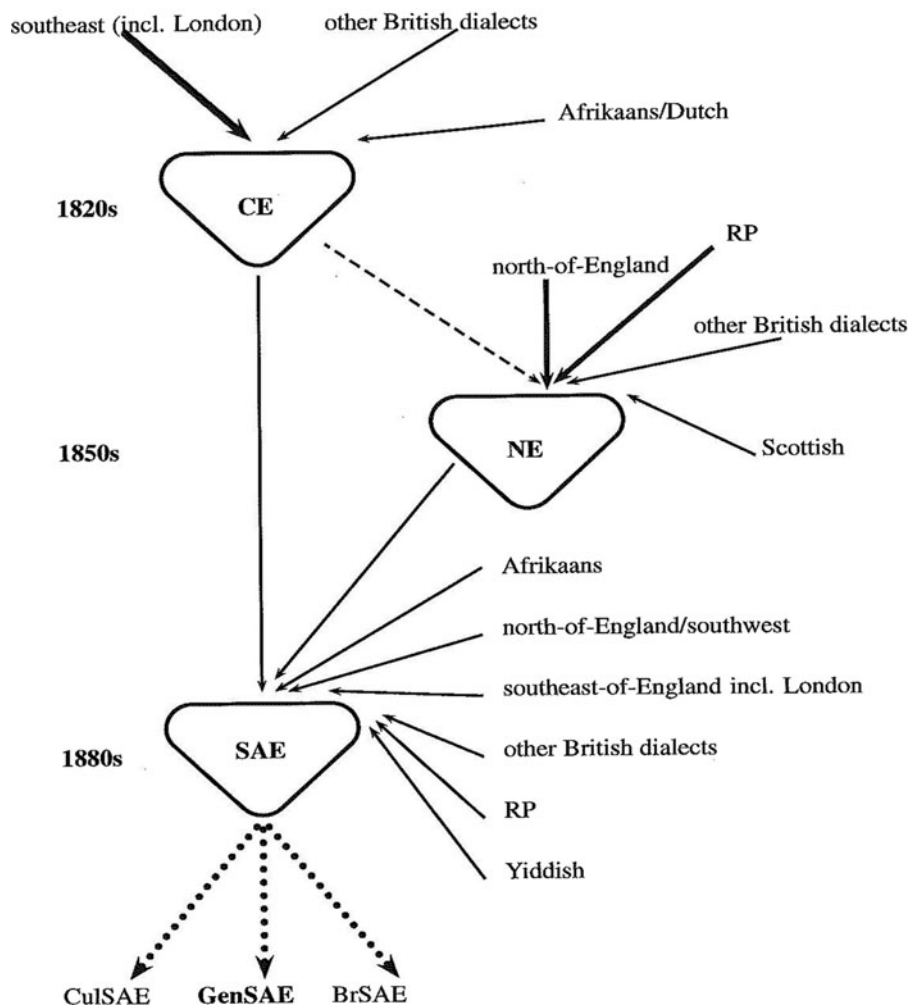 southeast (incl. London)
other British dialects
Afrikaans/Dutch
CE
1820s
RP
north-of-England
other British dialects
NE
1850s
Scottish
Afrikaans
north-of-England/southwest
southeast-of-England incl. London
SAE
other British dialects
1880s
RP
Yiddish
CulSAE
GenSAE
BrSAE